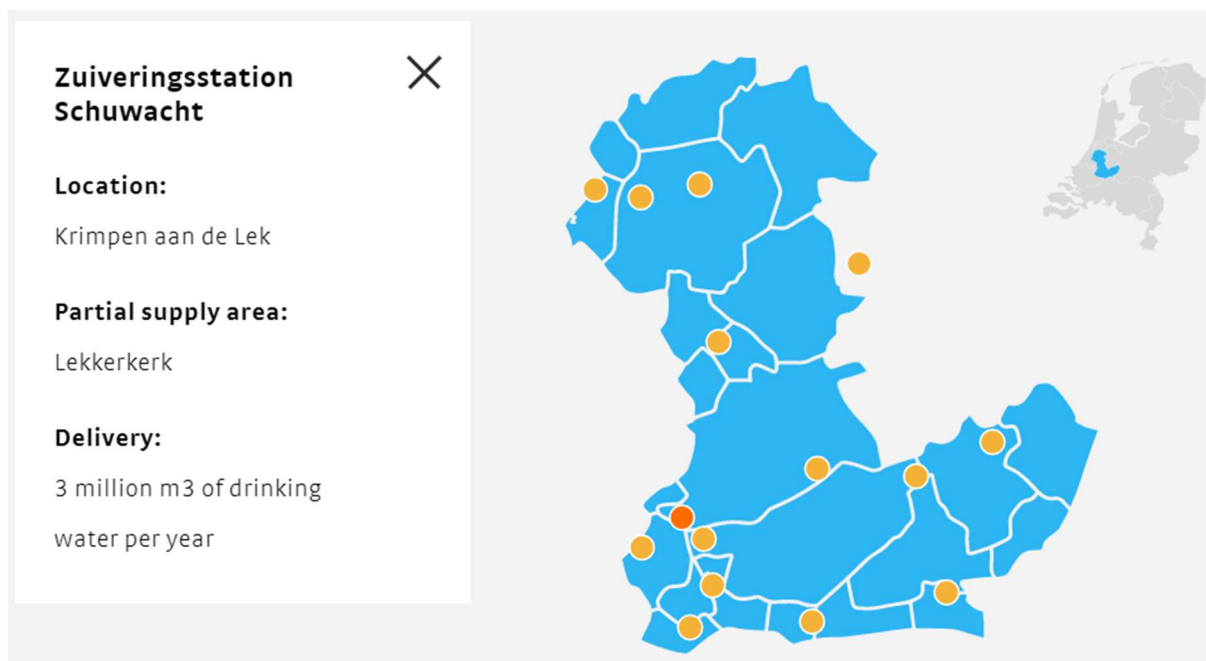 Zuiveringsstation
Schuwacht
Location:
Krimpen aan de Lek
Partial supply area:
Lekkerkerk
Delivery:
3 million m3 of drinking
water per year